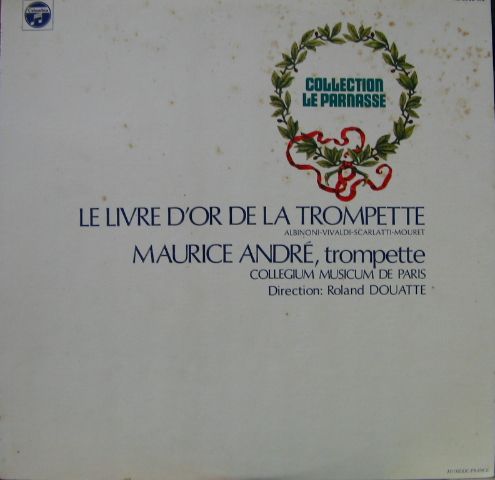 Columbia
COLLECTION
LE PARNASSE
LE LIVRE D'OR DE LA TROMPETTE
ALBINONI-VIVALDI-SCARLATTI-MOURET
MAURICE ANDRÉ, trompette
COLLEGIUM MUSICUM DE PARIS
Direction: Roland DOUATTE